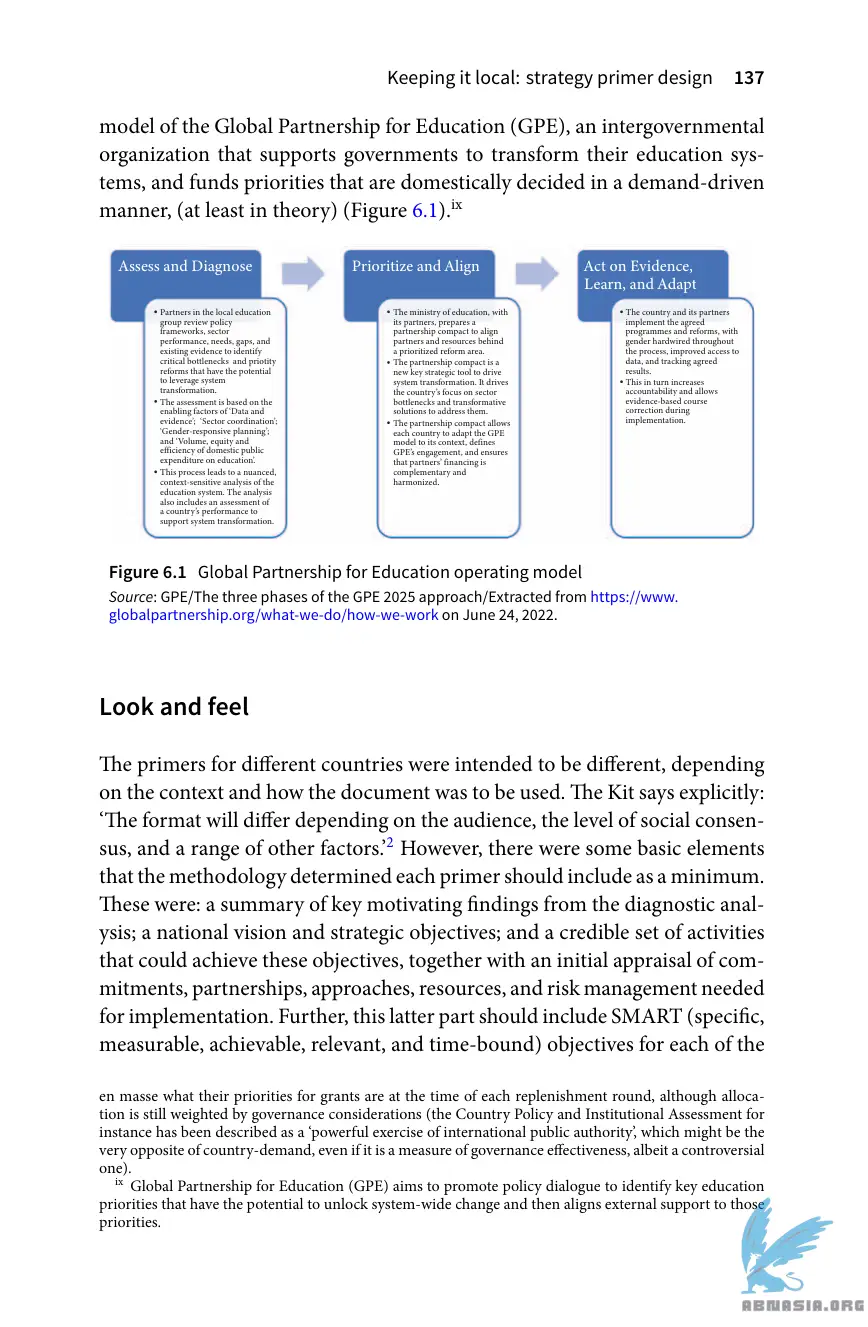 Keeping it local: strategy primer design 137
model of the Global Partnership for Education (GPE), an intergovernmental
organization that supports governments to transform their education sys-
tems, and funds priorities that are domestically decided in a demand-driven
manner, (at least in theory) (Figure 6.1).ix
Assess and Diagnose
• Partners in the local education
group review policy
frameworks, sector
performance, needs, gaps, and
existing evidence to identify
critical bottlenecks and priotity
reforms that have the potential
to leverage system
transformation.
• The assessment is based on the
enabling factors of ‘Data and
evidence’; ‘Sector coordination’;
‘Gender-responsive planning’;
and ‘Volume, equity and
efficiency of domestic public
expenditure on education’.
• This process leads to a nuanced,
context-sensitive analysis of the
education system. The analysis
also includes an assessment of
a country’s performance to
support system transformation.
Prioritize and Align
• The ministry of education, with
its partners, prepares a
partnership compact to align
partners and resources behind
a prioritized reform area.
• The partnership compact is a
new key strategic tool to drive
system transformation. It drives
the country’s focus on sector
bottlenecks and transformative
solutions to address them.
• The partnership compact allows
each country to adapt the GPE
model to its context, defines
GPE’s engagement, and ensures
that partners’ financing is
complementary and
harmonized.
Act on Evidence,
Learn, and Adapt
• The country and its partners
implement the agreed
programmes and reforms, with
gender hardwired throughout
the process, improved access to
data, and tracking agreed
results.
• This in turn increases
accountability and allows
evidence-based course
correction during
implementation.
Figure 6.1 Global Partnership for Education operating model
Source: GPE/The three phases of the GPE 2025 approach/Extracted from https://www.
globalpartnership.org/what-we-do/how-we-work on June 24, 2022.
Look and feel
The primers for different countries were intended to be different, depending
on the context and how the document was to be used. The Kit says explicitly:
‘The format will differ depending on the audience, the level of social consen-
sus, and a range of other factors.’2 However, there were some basic elements
that the methodology determined each primer should include as a minimum.
These were: a summary of key motivating findings from the diagnostic anal-
ysis; a national vision and strategic objectives; and a credible set of activities
that could achieve these objectives, together with an initial appraisal of com-
mitments, partnerships, approaches, resources, and risk management needed
for implementation. Further, this latter part should include SMART (specific,
measurable, achievable, relevant, and time-bound) objectives for each of the
en masse what their priorities for grants are at the time of each replenishment round, although alloca-
tion is still weighted by governance considerations (the Country Policy and Institutional Assessment for
instance has been described as a ‘powerful exercise of international public authority’, which might be the
very opposite of country-demand, even if it is a measure of governance effectiveness, albeit a controversial
one).
ix Global Partnership for Education (GPE) aims to promote policy dialogue to identify key education
priorities that have the potential to unlock system-wide change and then aligns external support to those
priorities.
ABNASIA.ORG